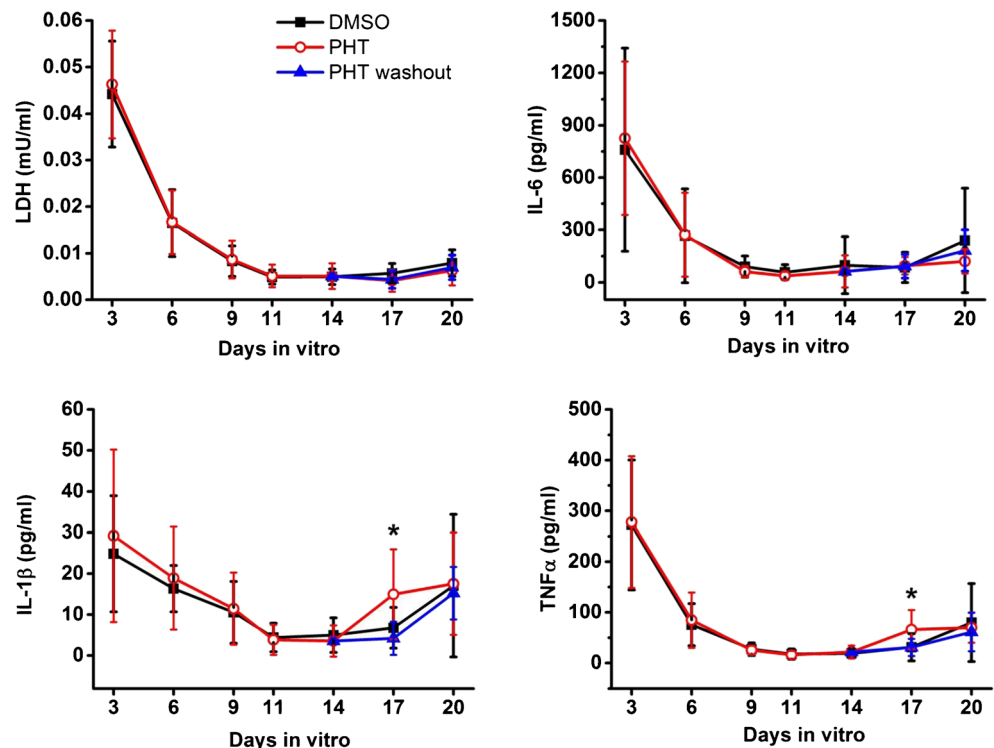 0.06
0.05
0.04
0.03
0.02
0.01
0.00
LDH (mU/ml)
DMSO
PHT
PHT washout
3 6 9 11 14 17 20
Days in vitro
1500
1200
900
600
300
0
IL-6 (pg/ml)
3 6 9 11 14 17 20
Days in vitro
60
50
40
30
20
10
0
IL-1β (pg/ml)
*
3 6 9 11 14 17 20
Days in vitro
500
400
300
200
100
0
TNFα (pg/ml)
*
3 6 9 11 14 17 20
Days in vitro